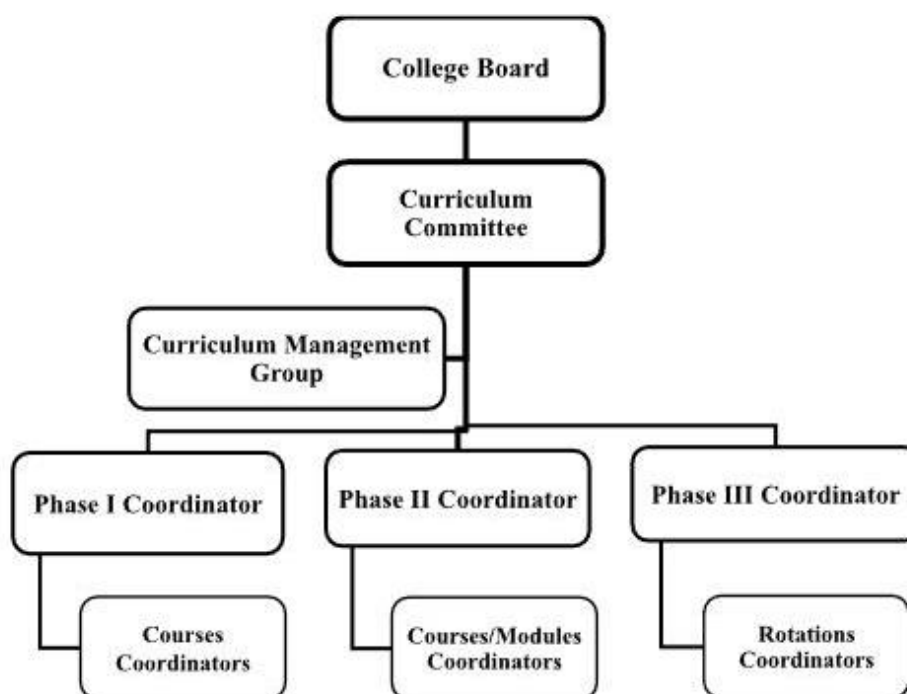 College Board
Curriculum
Committee
Curriculum Management
Group
Phase I Coordinator
Phase II Coordinator
Phase III Coordinator
Courses
Coordinators
Courses/Modules
Coordinators
Rotations
Coordinators